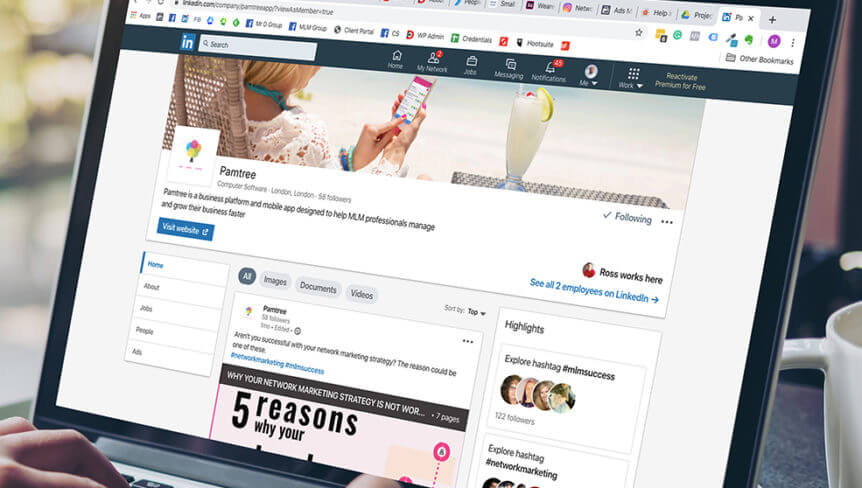 Po
Small
Wear
Netwo
Ads M
Help
Projec
linkedin.com/company/pamtreeapp/?viewAsMember=true
Apps
FB
Mr D Group
MLM Group
Client Portal
CS
WP Admin
Credentials
Hootsuite
M
Other Bookmarks
in
Search
Home
2
My Network
Jobs
Messaging
45
Notifications
Me
Work
Reactivate
Premium for Free
Pamtree
Computer Software · London, London · 58 followers
Pamtree is a business platform and mobile app designed to help MLM professionals manage
and grow their business faster
Visit website
Following
Ross works here
See all 2 employees on LinkedIn →
Home
About
Jobs
People
Ads
All
Images
Documents
Videos
Sort by: Top
Pamtree
58 followers
5mo • Edited •
Aren't you successful with your network marketing strategy? The reason could be
one of these.
#networkmarketing #mlmsuccess
WHY YOUR NETWORK MARKETING STRATEGY IS NOT WOR... • 7 pages
5 reasons
why your
Highlights
Explore hashtag #mlmsuccess
122 followers
Explore hashtag
#networkmarketing